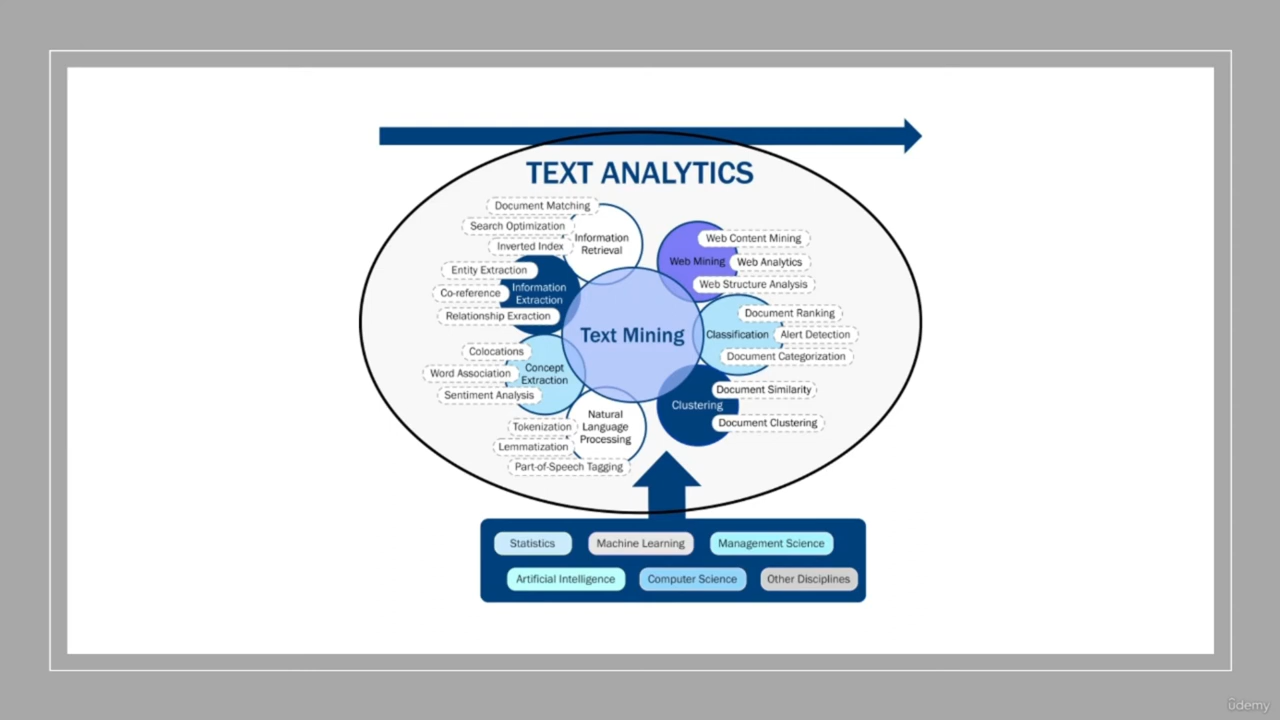 TEXT ANALYTICS
Document Matching
Search Optimization
Inverted Index
Information
Retrieval
Entity Extraction
Co-reference
Relationship Exraction
Information
Extraction
Colocations
Word Association
Sentiment Analysis
Concept
Extraction
Tokenization
Lemmatization
Part-of-Speech Tagging
Natural
Language
Processing
Text Mining
Web Mining
Web Content Mining
Web Analytics
Web Structure Analysis
Classification
Document Ranking
Alert Detection
Document Categorization
Clustering
Document Similarity
Document Clustering
Statistics
Machine Learning
Management Science
Artificial Intelligence
Computer Science
Other Disciplines
ûdemy